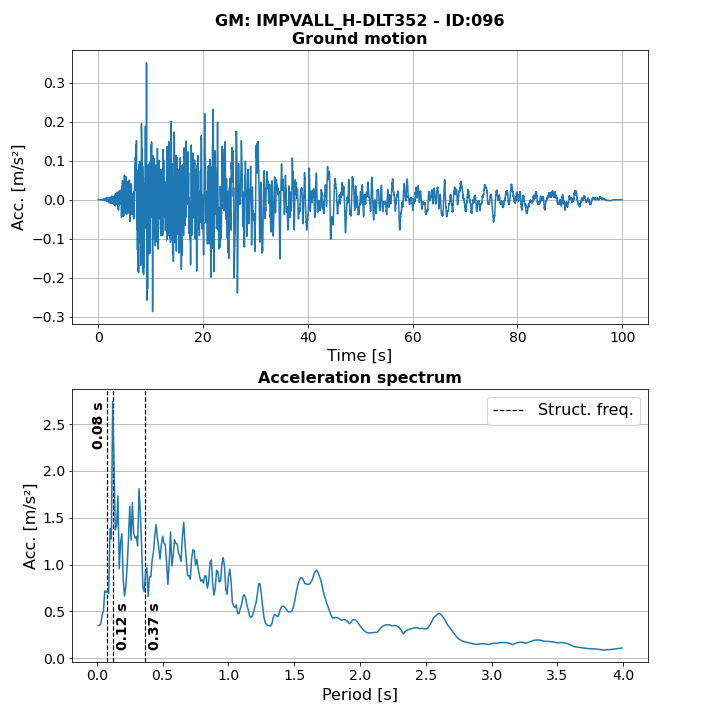 GM: IMPVALL_H-DLT352 - ID:096
Ground motion
0.3
0.2
0.1
0.0
−0.1
−0.2
−0.3
Acc. [m/s²]
0 20 40 60 80 100
Time [s]
Acceleration spectrum
Struct. freq.
2.5
2.0
1.5
1.0
0.5
0.0
Acc. [m/s²]
0.08 s
0.12 s
0.37 s
0.0 0.5 1.0 1.5 2.0 2.5 3.0 3.5 4.0
Period [s]